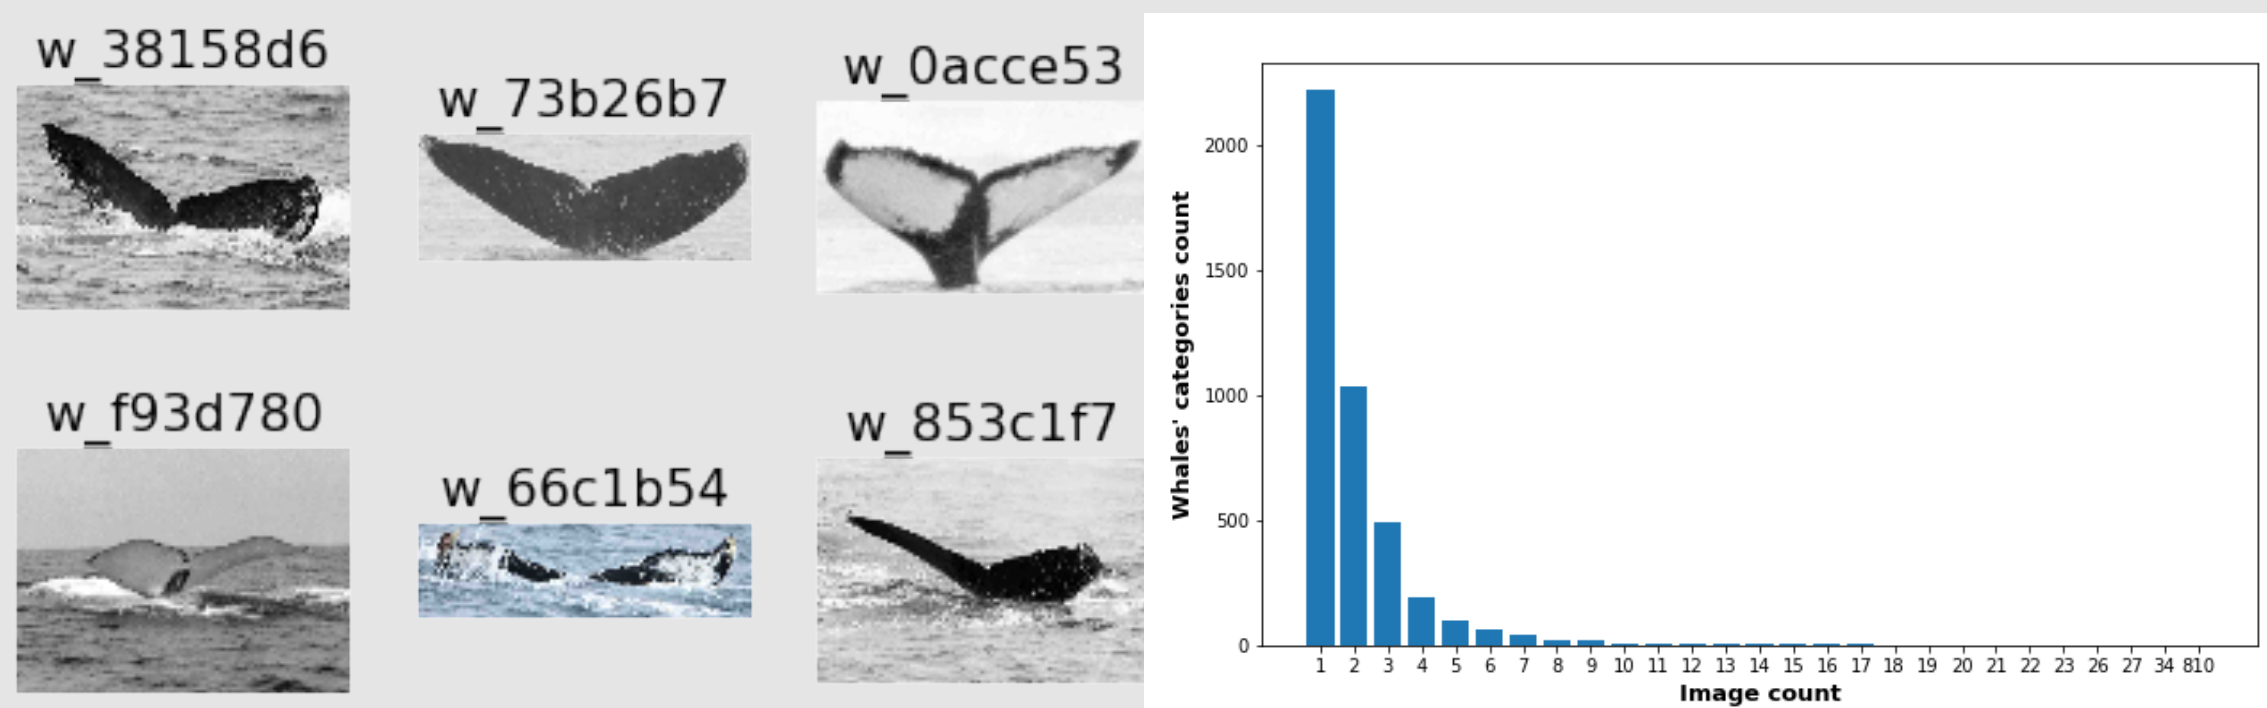 w_38158d6
w_73b26b7
w_0acce53
w_f93d780
w_66c1b54
w_853c1f7
Whales' categories count
2000
1500
1000
500
0
1 2 3 4 5 6 7 8 9 10 11 12 13 14 15 16 17 18 19 20 21 22 23 26 27 34 810
Image count